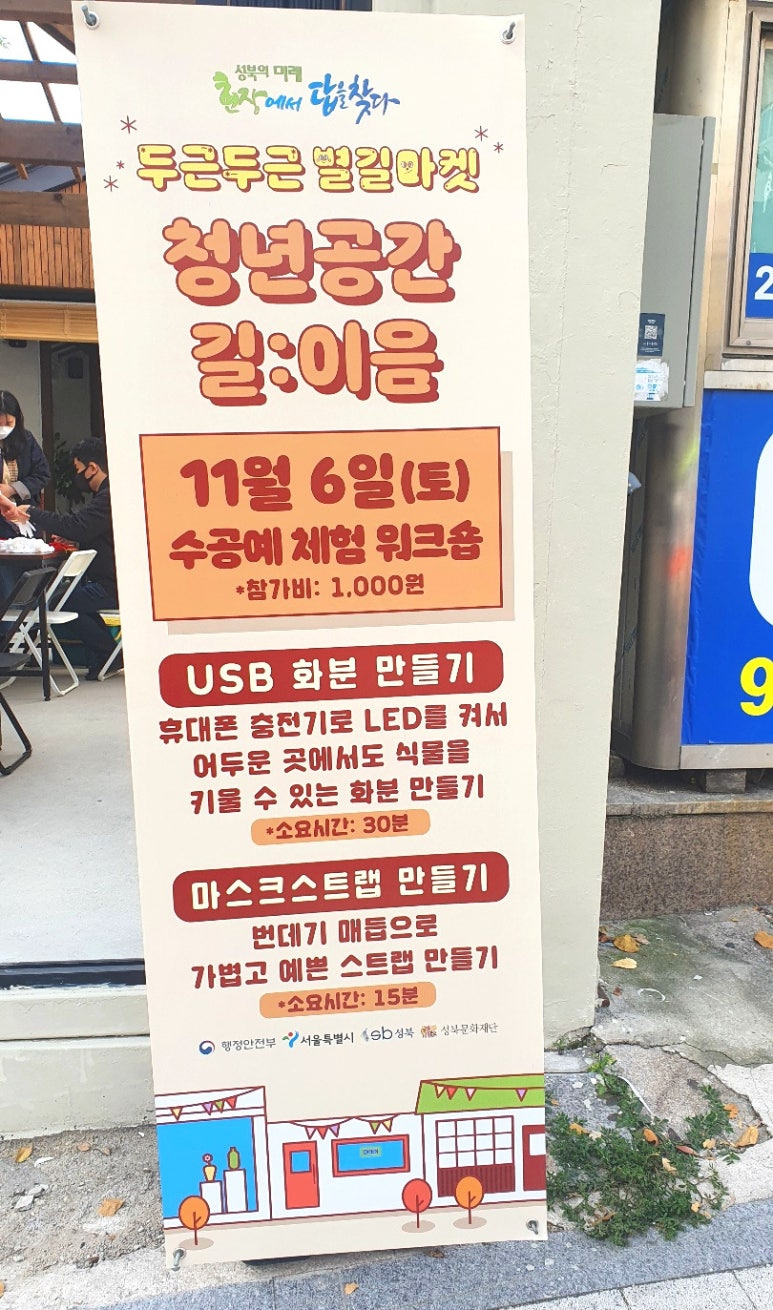 성북의 미래
현장에서 답을찾다
두근두근 별길마켓
청년공간
길:이음
11월 6일(토)
수공예 체험 워크숍
*참가비: 1,000원
USB 화분 만들기
휴대폰 충전기로 LED를 켜서
어두운 곳에서도 식물을
키울 수 있는 화분 만들기
*소요시간: 30분
마스크스트랩 만들기
번데기 매듭으로
가볍고 예쁜 스트랩 만들기
*소요시간: 15분
행정안전부 서울특별시 sb성북 성북문화재단
OPEN
2
9